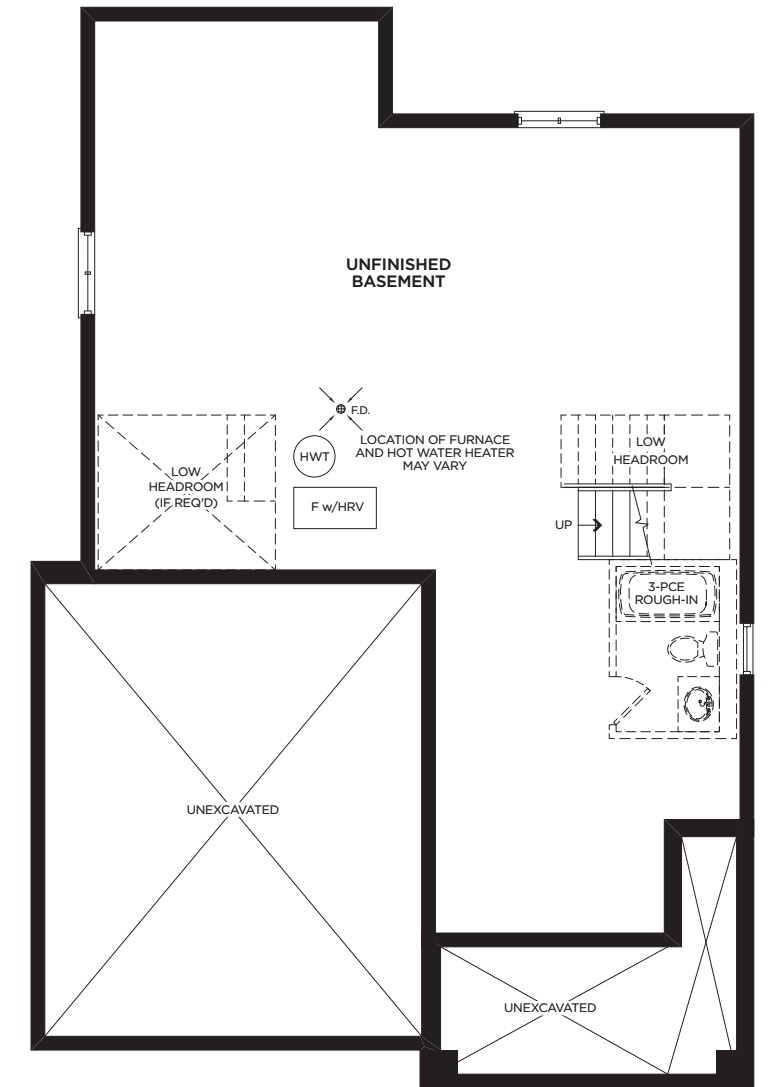 UNFINISHED
BASEMENT
F.D.
LOCATION OF FURNACE
AND HOT WATER HEATER
MAY VARY
HWT
F w/HRV
LOW
HEADROOM
(IF REQ'D)
LOW
HEADROOM
UP
3-PCE
ROUGH-IN
UNEXCAVATED
UNEXCAVATED